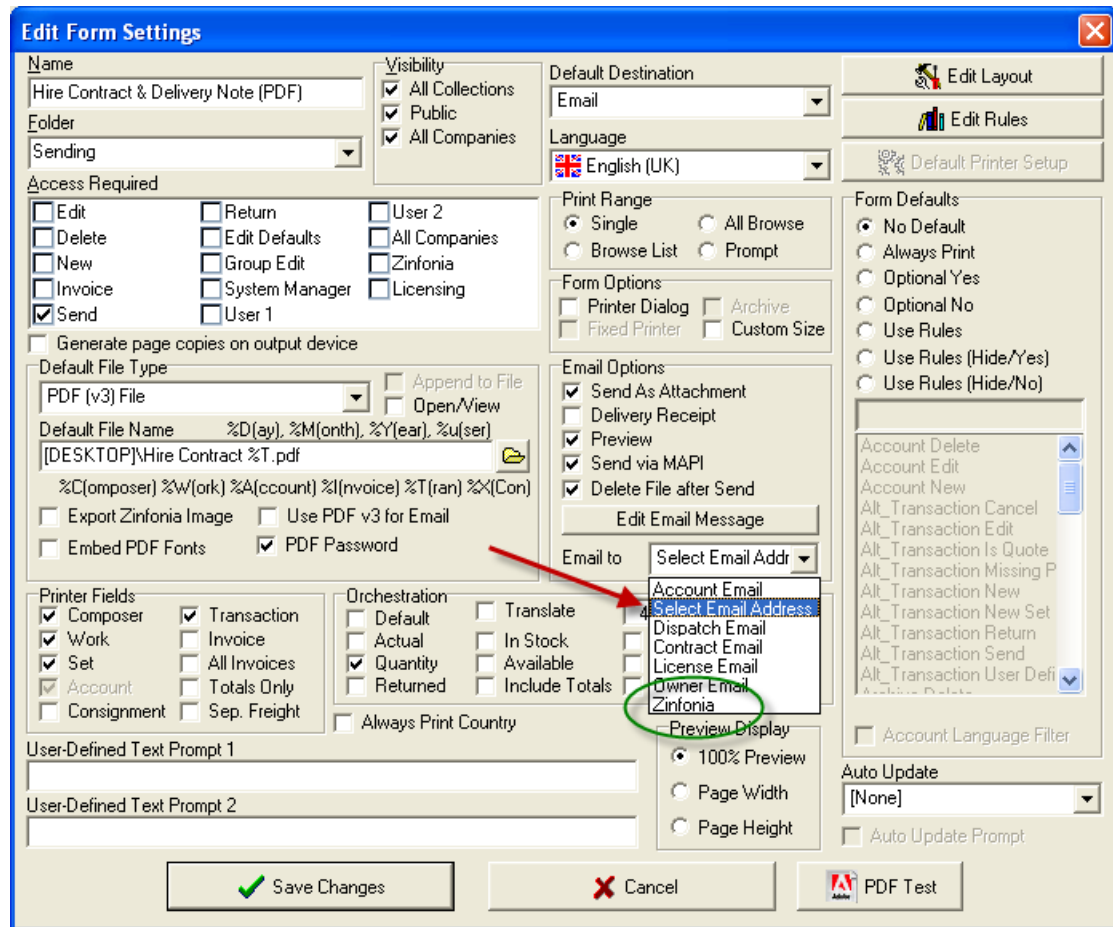 Edit Form Settings
Name
Hire Contract & Delivery Note (PDF)
Folder
Sending
Visibility
All Collections
Public
All Companies
Default Destination
Email
Language
English (UK)
Edit Layout
Edit Rules
Default Printer Setup
Access Required
Edit
Return
User 2
Delete
Edit Defaults
All Companies
New
Group Edit
Zinfonia
Invoice
System Manager
Licensing
Send
User 1
Generate page copies on output device
Print Range
Single
All Browse
Browse List
Prompt
Form Options
Printer Dialog
Archive
Fixed Printer
Custom Size
Form Defaults
No Default
Always Print
Optional Yes
Optional No
Use Rules
Use Rules (Hide/Yes)
Use Rules (Hide/No)
Default File Type
PDF (v3) File
Append to File
Open/View
Default File Name
%D(ay), %M(onth), %Y(ear), %u(ser)
[DESKTOP]\Hire Contract %T.pdf
%C(omposer) %W(ork) %A(ccount) %I(nvoice) %T(ran) %X(Con)
Export Zinfonia Image
Use PDF v3 for Email
Embed PDF Fonts
PDF Password
Email Options
Send As Attachment
Delivery Receipt
Preview
Send via MAPI
Delete File after Send
Edit Email Message
Email to
Select Email Addr
Account Email
Select Email Address
Dispatch Email
Contract Email
License Email
Owner Email
Zinfonia
Account Delete
Account Edit
Account New
Alt_Transaction Cancel
Alt_Transaction Edit
Alt_Transaction Is Quote
Alt_Transaction Missing P
Alt_Transaction New
Alt_Transaction New Set
Alt_Transaction Return
Alt_Transaction Send
Alt_Transaction User Defi
Printer Fields
Composer
Transaction
Work
Invoice
Set
All Invoices
Account
Totals Only
Consignment
Sep. Freight
Orchestration
Default
Translate
4
Actual
In Stock
Quantity
Available
Returned
Include Totals
Always Print Country
Preview Display
100% Preview
Page Width
Page Height
Account Language Filter
Auto Update
[None]
Auto Update Prompt
User-Defined Text Prompt 1
User-Defined Text Prompt 2
Save Changes
Cancel
PDF Test